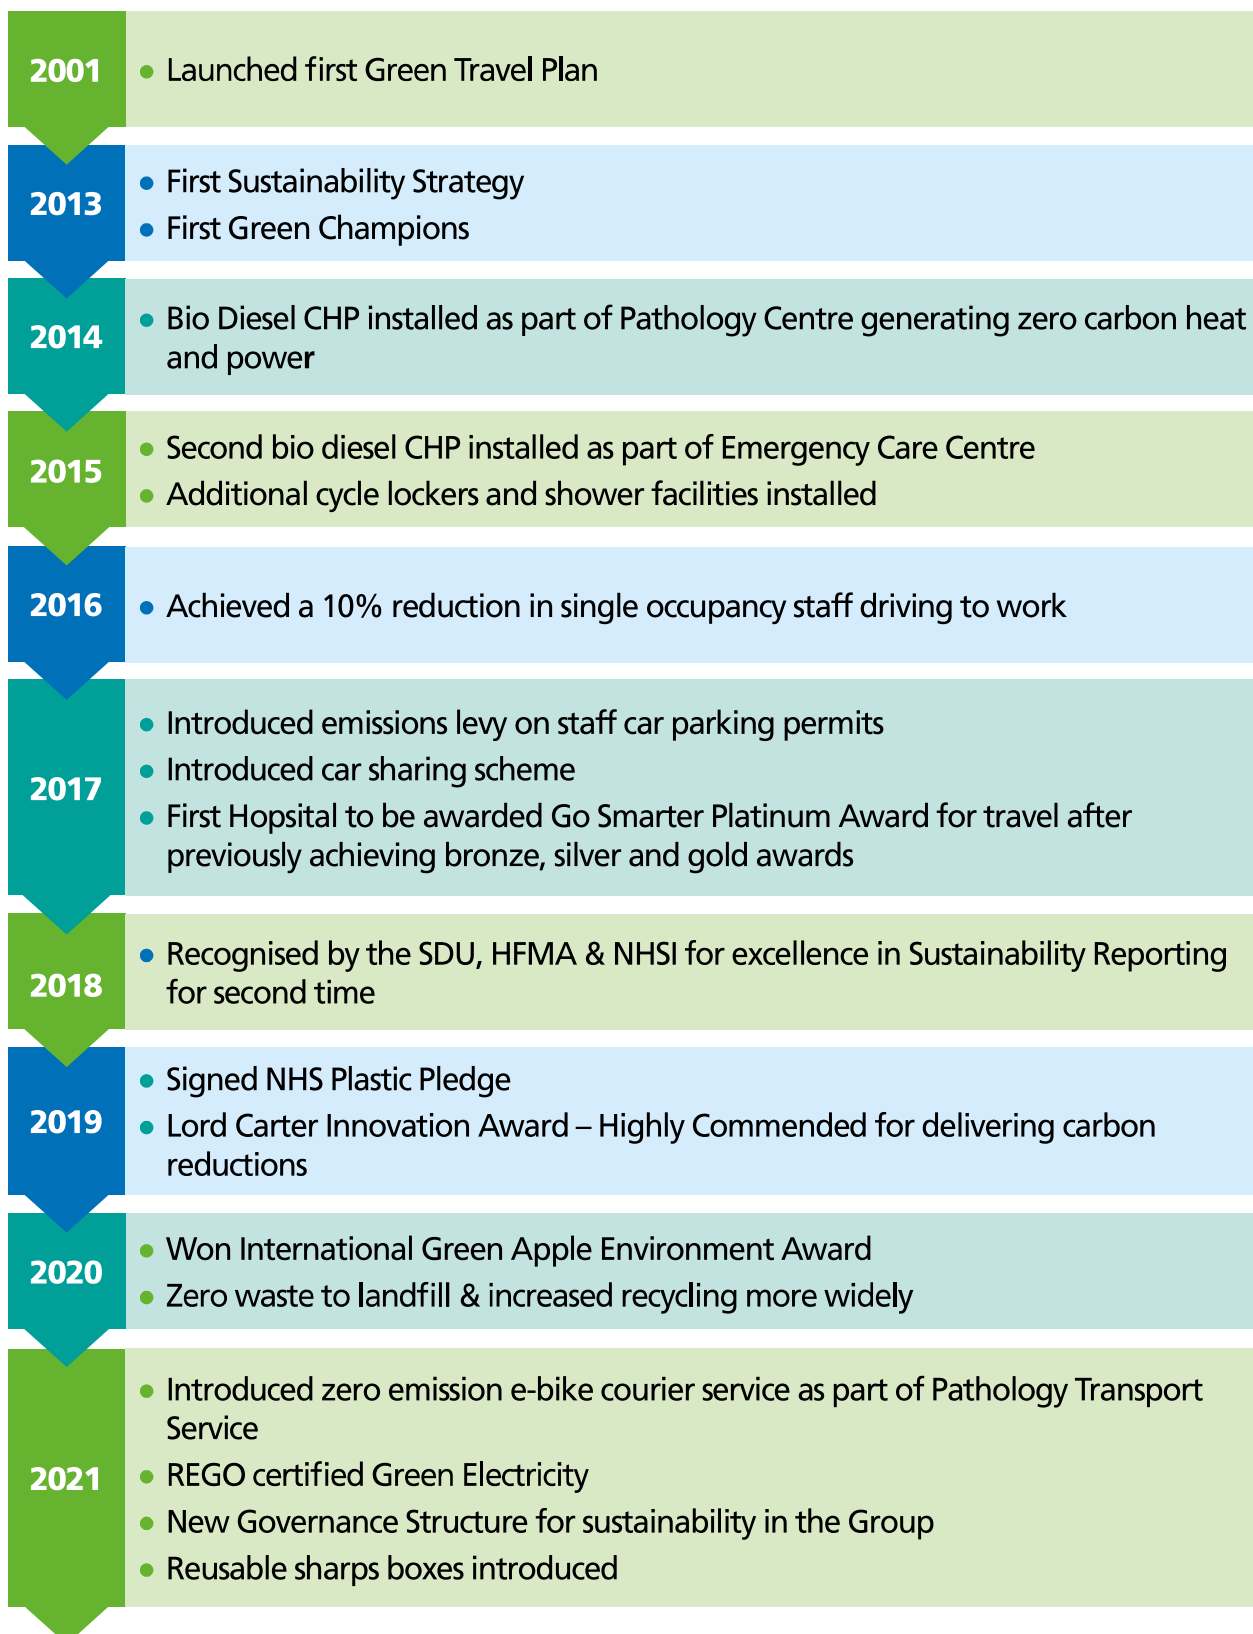 2001
• Launched first Green Travel Plan
2013
• First Sustainability Strategy
• First Green Champions
2014
• Bio Diesel CHP installed as part of Pathology Centre generating zero carbon heat
and power
2015
• Second bio diesel CHP installed as part of Emergency Care Centre
• Additional cycle lockers and shower facilities installed
2016
• Achieved a 10% reduction in single occupancy staff driving to work
2017
• Introduced emissions levy on staff car parking permits
• Introduced car sharing scheme
• First Hopsital to be awarded Go Smarter Platinum Award for travel after
previously achieving bronze, silver and gold awards
2018
• Recognised by the SDU, HFMA & NHSI for excellence in Sustainability Reporting
for second time
2019
• Signed NHS Plastic Pledge
• Lord Carter Innovation Award – Highly Commended for delivering carbon
reductions
2020
• Won International Green Apple Environment Award
• Zero waste to landfill & increased recycling more widely
2021
• Introduced zero emission e-bike courier service as part of Pathology Transport
Service
• REGO certified Green Electricity
• New Governance Structure for sustainability in the Group
• Reusable sharps boxes introduced